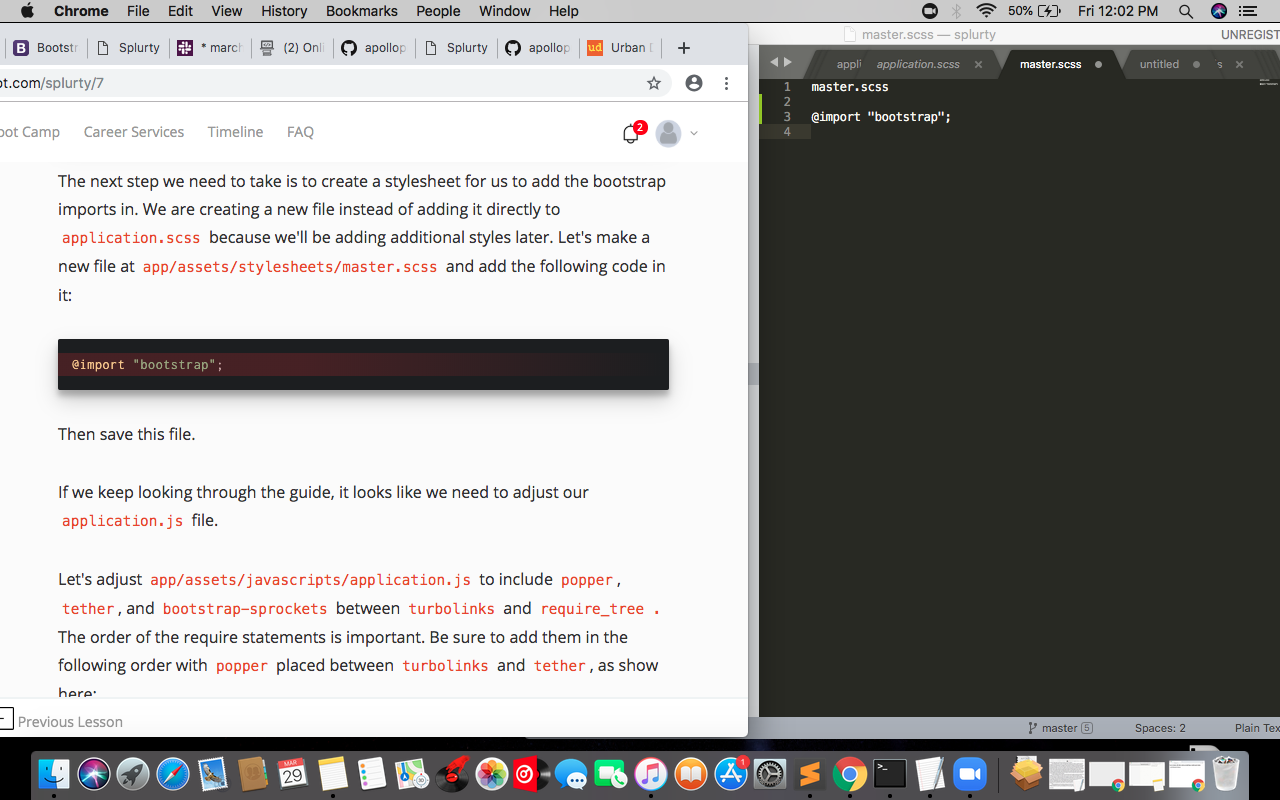 Chrome File Edit View History Bookmarks People Window Help 50% Fri 12:02 PM
master.scss — splurty UNREGIST
Bootstr Splurty * march (2) Onli apollop Splurty apollop ud Urban D
appli application.scss master.scss untitled s
ot.com/splurty/7
oot Camp Career Services Timeline FAQ 2
The next step we need to take is to create a stylesheet for us to add the bootstrap
imports in. We are creating a new file instead of adding it directly to
application.scss because we'll be adding additional styles later. Let's make a
new file at app/assets/stylesheets/master.scss and add the following code in
it:
@import "bootstrap";
Then save this file.
If we keep looking through the guide, it looks like we need to adjust our
application.js file.
Let's adjust app/assets/javascripts/application.js to include popper,
tether, and bootstrap-sprockets between turbolinks and require_tree .
The order of the require statements is important. Be sure to add them in the
following order with popper placed between turbolinks and tether, as show
here:
Previous Lesson
1 master.scss
2
3 @import "bootstrap";
4
master 5 Spaces: 2 Plain Tex
MAR
29
1